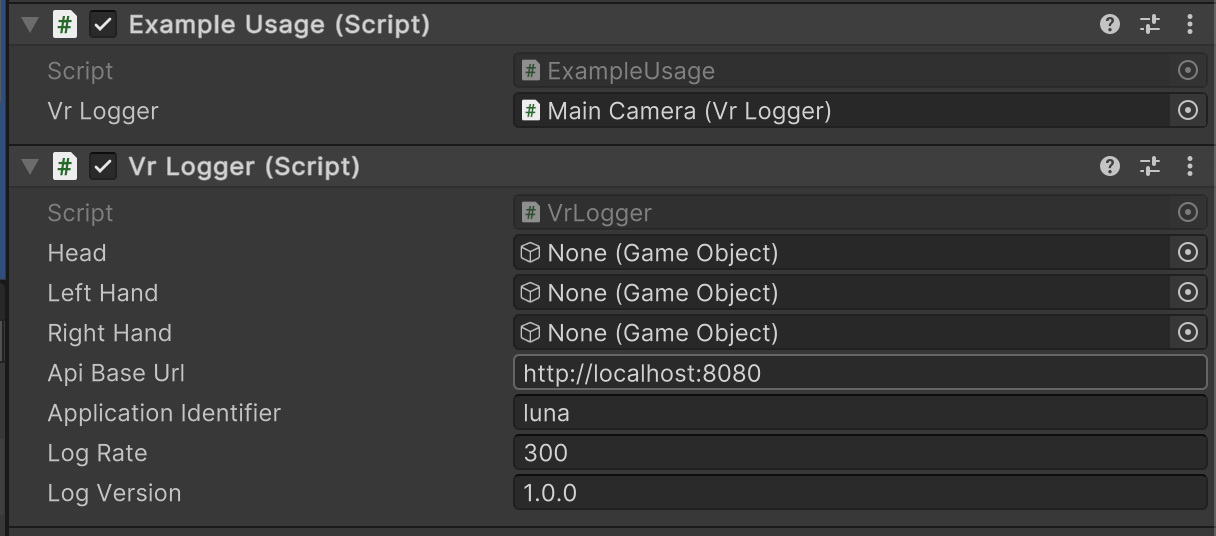 Example Usage (Script)
Script ExampleUsage
Vr Logger Main Camera (Vr Logger)
Vr Logger (Script)
Script VrLogger
Head None (Game Object)
Left Hand None (Game Object)
Right Hand None (Game Object)
Api Base Url http://localhost:8080
Application Identifier luna
Log Rate 300
Log Version 1.0.0